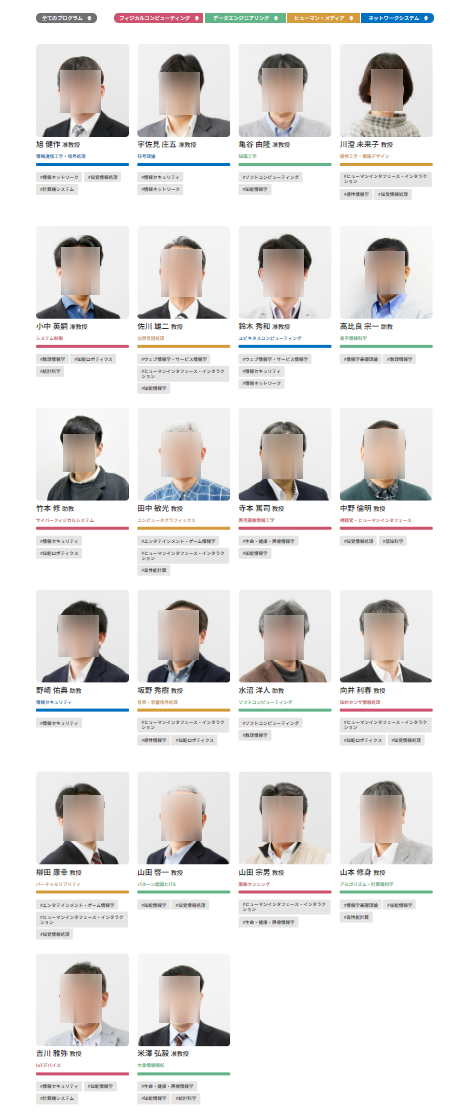 全てのプログラム
フィジカルコンピューティング データエンジニアリング ヒューマン・メディア ネットワークシステム
旭 健作 准教授
情報通信工学・信号処理
#情報ネットワーク #知覚情報処理
#計算機システム
宇佐見 庄五 准教授
符号理論
#情報セキュリティ
#情報ネットワーク
亀谷 由隆 准教授
知識工学
#ソフトコンピューティング
#知能情報学
川澄 未来子 教授
感性工学・情報デザイン
#ヒューマンインタフェース・インタラク
ション
#感性情報学 #知覚情報処理
小中 英嗣 准教授
システム制御
#数理情報学 #知能ロボティクス
#統計科学
佐川 雄二 教授
自然言語処理
#ウェブ情報学・サービス情報学
#ヒューマンインタフェース・インタラク
ション
#知能情報学
鈴木 秀和 准教授
ユビキタスコンピューティング
#ウェブ情報学・サービス情報学
#情報セキュリティ
#情報ネットワーク
高比良 宗一 助教
量子情報科学
#情報学基礎理論 #数理情報学
竹本 修 助教
サイバーフィジカルシステム
#情報セキュリティ
#知能ロボティクス
田中 敏光 教授
コンピュータグラフィックス
#エンタテインメント・ゲーム情報学
#ヒューマンインタフェース・インタラク
ション
#高性能計算
寺本 篤司 教授
医用画像情報工学
#生命・健康・医療情報学
#知能情報学
中野 倫明 教授
視聴覚・ヒューマンインタフェース
#知覚情報処理 #認知科学
野崎 佑典 助教
情報セキュリティ
#情報セキュリティ
坂野 秀樹 教授
音声・音響信号処理
#ヒューマンインタフェース・インタラク
ション
#感性情報学 #知能ロボティクス
水沼 洋人 助教
ソフトコンピューティング
#ソフトコンピューティング
#数理情報学
向井 利春 教授
知的センサ情報処理
#ヒューマンインタフェース・インタラク
ション
#知能ロボティクス #知覚情報処理
柳田 康幸 教授
バーチャルリアリティ
#エンタテインメント・ゲーム情報学
#ヒューマンインタフェース・インタラク
ション
#知覚情報処理
山田 啓一 教授
パターン認識とITS
#知能情報学 #知覚情報処理
山田 宗男 教授
画像センシング
#ヒューマンインタフェース・インタラク
ション
#生命・健康・医療情報学
山本 修身 教授
アルゴリズム・計算機科学
#情報学基礎理論 #知能情報学
#高性能計算
吉川 雅弥 教授
IoTデバイス
#情報セキュリティ #知能情報学
#計算機システム
米澤 弘毅 准教授
大量情報解析
#生命・健康・医療情報学
#知能情報学 #統計科学